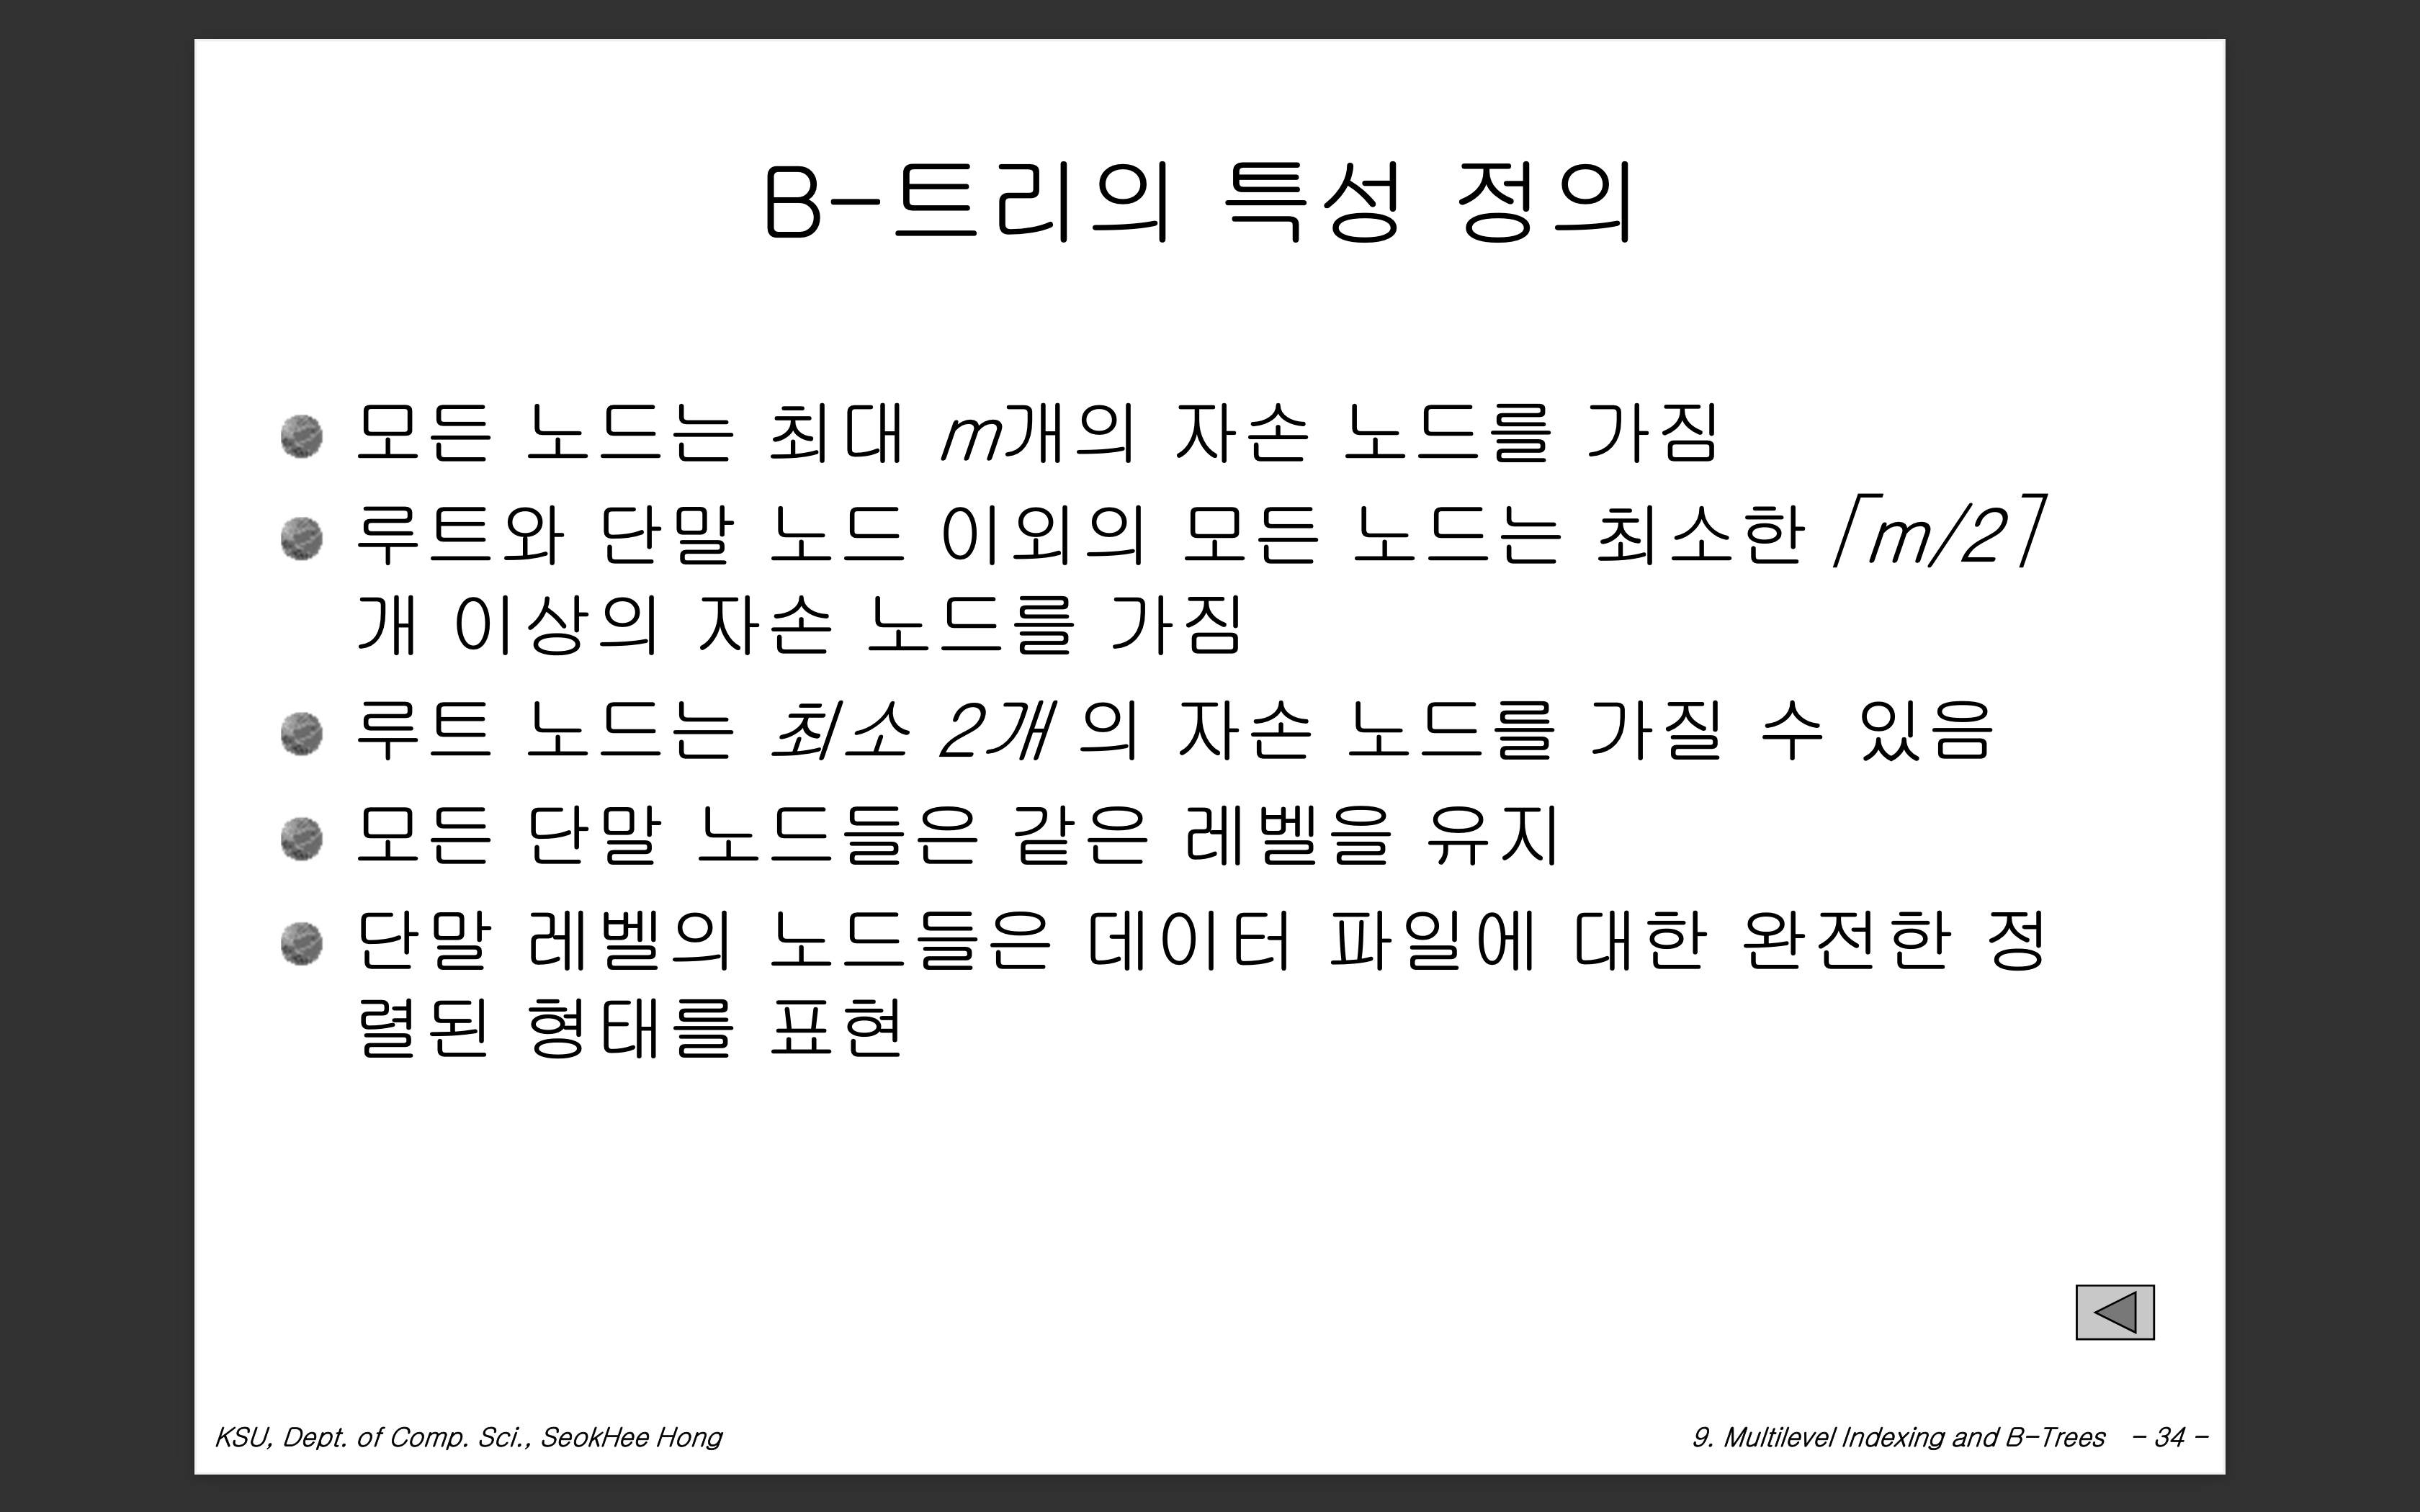 B-트리의 특성 정의
모든 노드는 최대 m개의 자손 노드를 가짐
루트와 단말 노드 이외의 모든 노드는 최소한 ⌈m/2⌉
개 이상의 자손 노드를 가짐
루트 노드는 최소 2개의 자손 노드를 가질 수 있음
모든 단말 노드들은 같은 레벨을 유지
단말 레벨의 노드들은 데이터 파일에 대한 완전한 정
렬된 형태를 표현
KSU, Dept. of Comp. Sci., SeokHee Hong
9. Multilevel Indexing and B-Trees - 34 -